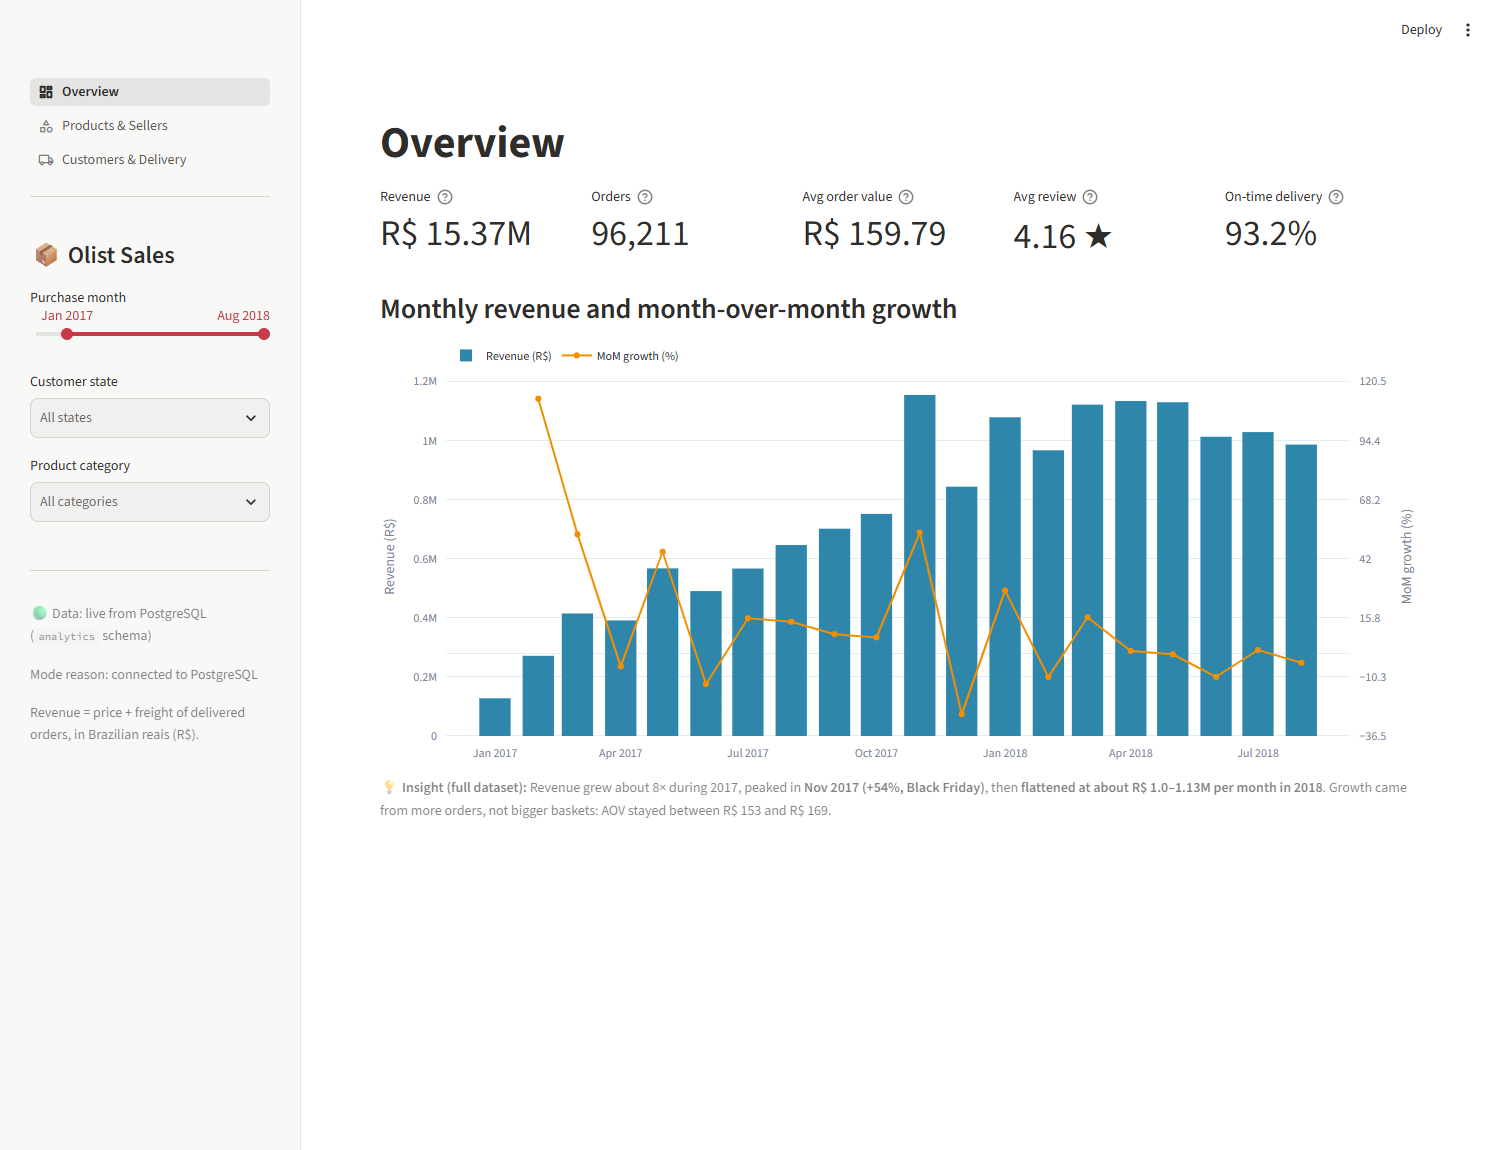 Deploy
Overview
Products & Sellers
Customers & Delivery
Olist Sales
Purchase month
Jan 2017 Aug 2018
Customer state
All states
Product category
All categories
Data: live from PostgreSQL
( analytics schema)
Mode reason: connected to PostgreSQL
Revenue = price + freight of delivered
orders, in Brazilian reais (R$).
Overview
Revenue Orders Avg order value Avg review On-time delivery
R$ 15.37M 96,211 R$ 159.79 4.16 ★ 93.2%
Monthly revenue and month-over-month growth
Revenue (R$) MoM growth (%)
1.2M 120.5
1M 94.4
0.8M 68.2
0.6M 42
0.4M 15.8
0.2M −10.3
0 −36.5
Revenue (R$)
MoM growth (%)
Jan 2017 Apr 2017 Jul 2017 Oct 2017 Jan 2018 Apr 2018 Jul 2018
Insight (full dataset): Revenue grew about 8× during 2017, peaked in Nov 2017 (+54%, Black Friday), then flattened at about R$ 1.0–1.13M per month in 2018. Growth came
from more orders, not bigger baskets: AOV stayed between R$ 153 and R$ 169.